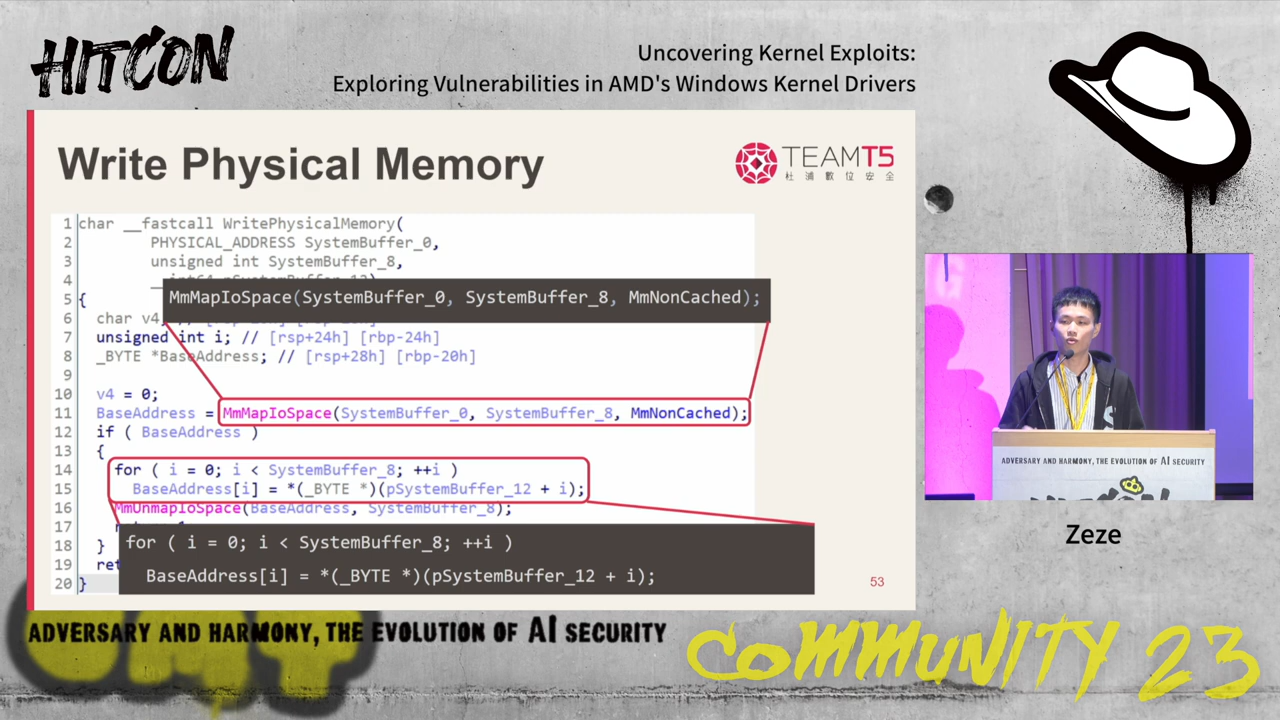 HITCON
Uncovering Kernel Exploits:
Exploring Vulnerabilities in AMD's Windows Kernel Drivers
Write Physical Memory
TEAMT5
杜浦數位安全
1 char __fastcall WritePhysicalMemory(
2 PHYSICAL_ADDRESS SystemBuffer_0,
3 unsigned int SystemBuffer_8,
4
MmMapIoSpace(SystemBuffer_0, SystemBuffer_8, MmNonCached);
5 {
6 char v4
7 unsigned int i; // [rsp+24h] [rbp-24h]
8 _BYTE *BaseAddress; // [rsp+28h] [rbp-20h]
9
10 v4 = 0;
11 BaseAddress = MmMapIoSpace(SystemBuffer_0, SystemBuffer_8, MmNonCached);
12 if ( BaseAddress )
13 {
14 for ( i = 0; i < SystemBuffer_8; ++i )
15 BaseAddress[i] = *(_BYTE *)(pSystemBuffer_12 + i);
16 MmUnmapIoSpace(BaseAddress, SystemBuffer_8);
17
18 }
19 ret
20 }
for ( i = 0; i < SystemBuffer_8; ++i )
BaseAddress[i] = *(_BYTE *)(pSystemBuffer_12 + i);
53
ADVERSARY AND HARMONY, THE EVOLUTION OF AI SECURITY
Zeze
ADVERSARY AND HARMONY, THE EVOLUTION OF AI SECURITY
COMMUNITY 23